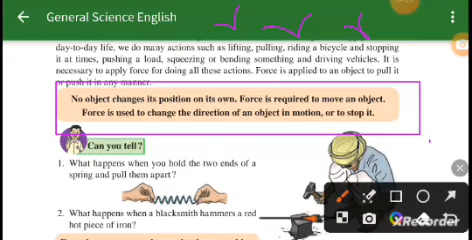 General Science English
day-to-day life, we do many actions such as lifting, pulling, riding a bicycle and stopping
it at times, pushing a load, squeezing or bending something and driving vehicles. It is
necessary to apply force for doing all these actions. Force is applied to an object to pull it
or push it in any manner.
No object changes its position on its own. Force is required to move an object.
Force is used to change the direction of an object in motion, or to stop it.
Can you tell?
1. What happens when you hold the two ends of a
spring and pull them apart?
2. What happens when a blacksmith hammers a red
hot piece of iron?
XRecorder